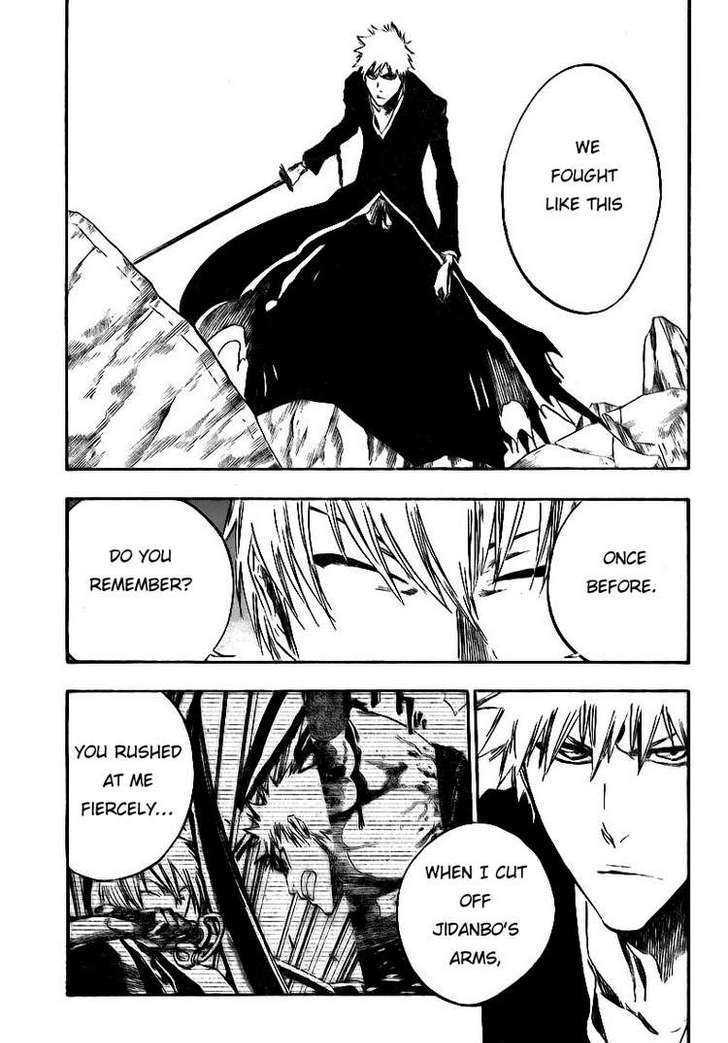 WE
FOUGHT
LIKE THIS
ONCE
BEFORE.
DO YOU
REMEMBER?
WHEN I CUT
OFF
JIDANBO'S
ARMS,
YOU RUSHED
AT ME
FIERCELY...